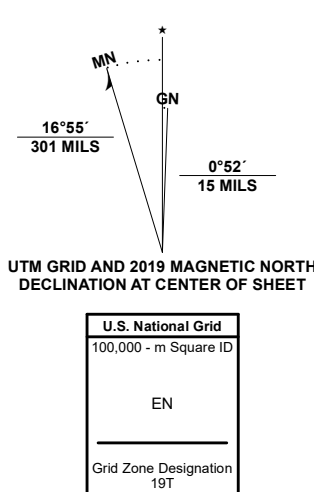 ★
MN
GN
16°55´
301 MILS
0°52´
15 MILS
UTM GRID AND 2019 MAGNETIC NORTH
DECLINATION AT CENTER OF SHEET
U.S. National Grid
100,000 - m Square ID
EN
Grid Zone Designation
19T